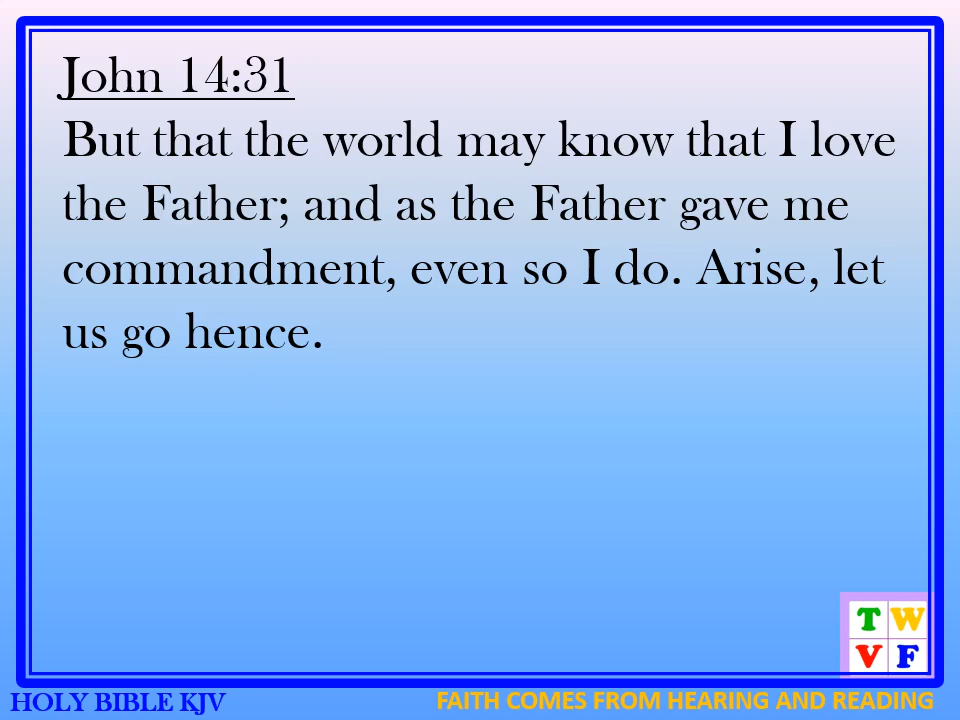 John 14:31
But that the world may know that I love
the Father; and as the Father gave me
commandment, even so I do. Arise, let
us go hence.
T W
V F
HOLY BIBLE KJV
FAITH COMES FROM HEARING AND READING